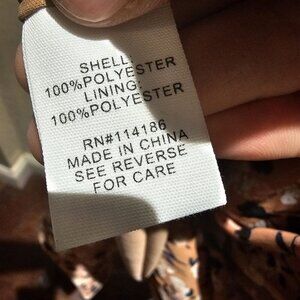 SHELL:
100%POLYESTER
LINING:
100%POLYESTER
RN#114186
MADE IN CHINA
SEE REVERSE
FOR CARE